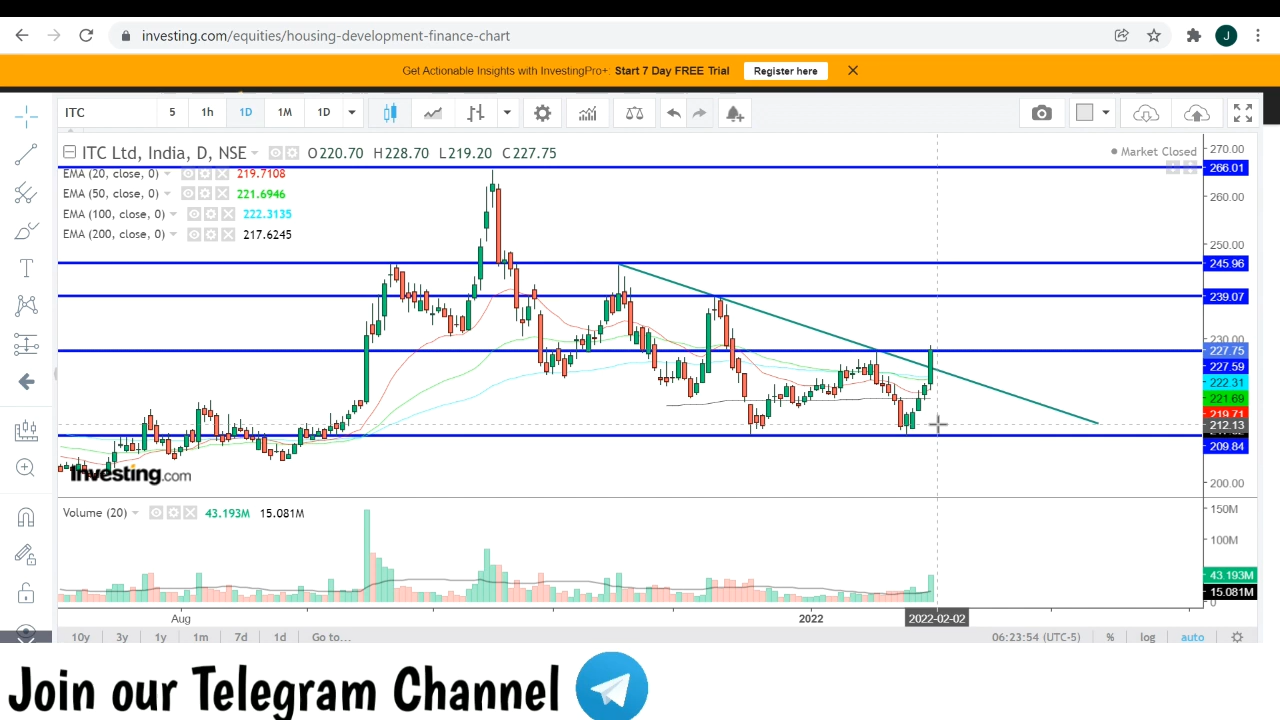 investing.com/equities/housing-development-finance-chart
J
Get Actionable Insights with InvestingPro+: Start 7 Day FREE Trial
Register here
ITC 5 1h 1D 1M 1D
ITC Ltd, India, D, NSE O220.70 H228.70 L219.20 C227.75
Market Closed
EMA (20, close, 0) 219.7108
EMA (50, close, 0) 221.6946
EMA (100, close, 0) 222.3135
EMA (200, close, 0) 217.6245
270.00
266.01
260.00
250.00
245.96
239.07
230.00
227.75
227.59
222.31
221.69
219.71
212.13
209.84
200.00
Investing.com
Volume (20) 43.193M 15.081M
150M
100M
43.193M
15.081M
0
Aug 2022 2022-02-02
10y 3y 1y 1m 7d 1d Go to... 06:23:54 (UTC-5) % log auto
Join our Telegram Channel